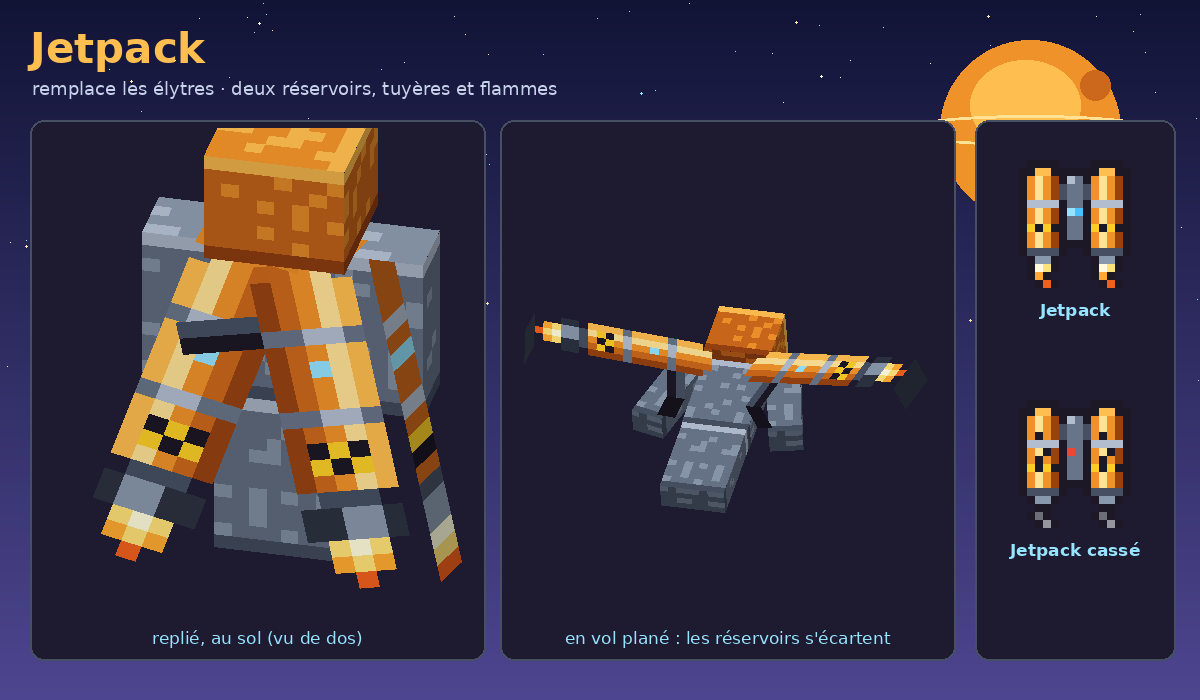 Jetpack
remplace les élytres · deux réservoirs, tuyères et flammes
replié, au sol (vu de dos)
en vol plané : les réservoirs s'écartent
Jetpack
Jetpack cassé